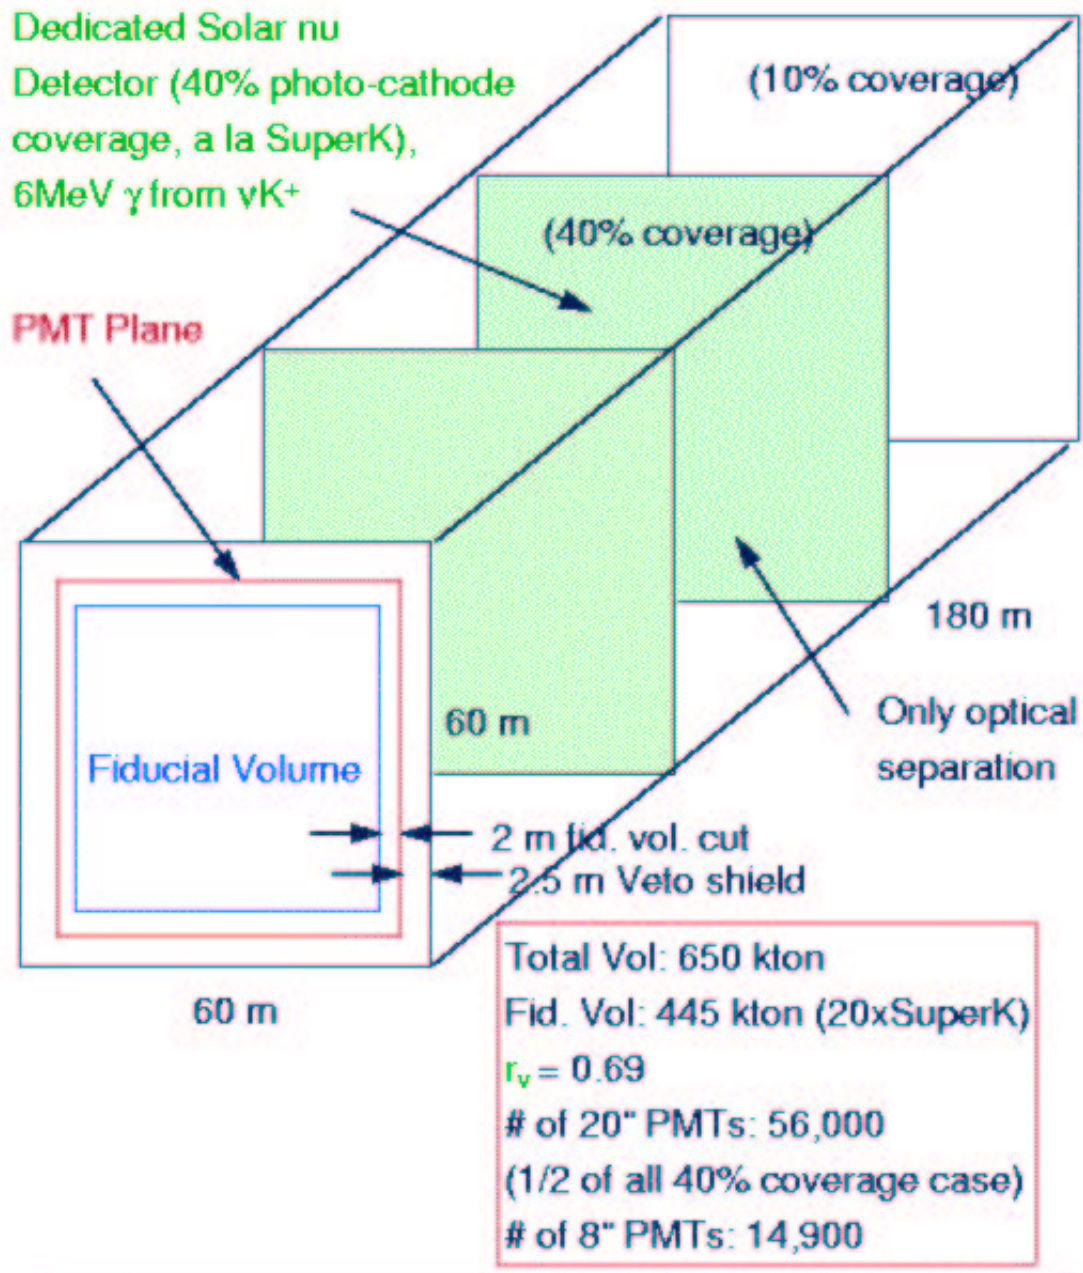 Dedicated Solar nu
Detector (40% photo-cathode
coverage, a la SuperK),
6MeV γ from νK⁺
(10% coverage)
(40% coverage)
PMT Plane
180 m
Only optical
separation
60 m
Fiducial Volume
2 m fid. vol. cut
2.5 m Veto shield
60 m
Total Vol: 650 kton
Fid. Vol: 445 kton (20xSuperK)
rᵥ = 0.69
# of 20" PMTs: 56,000
(1/2 of all 40% coverage case)
# of 8" PMTs: 14,900